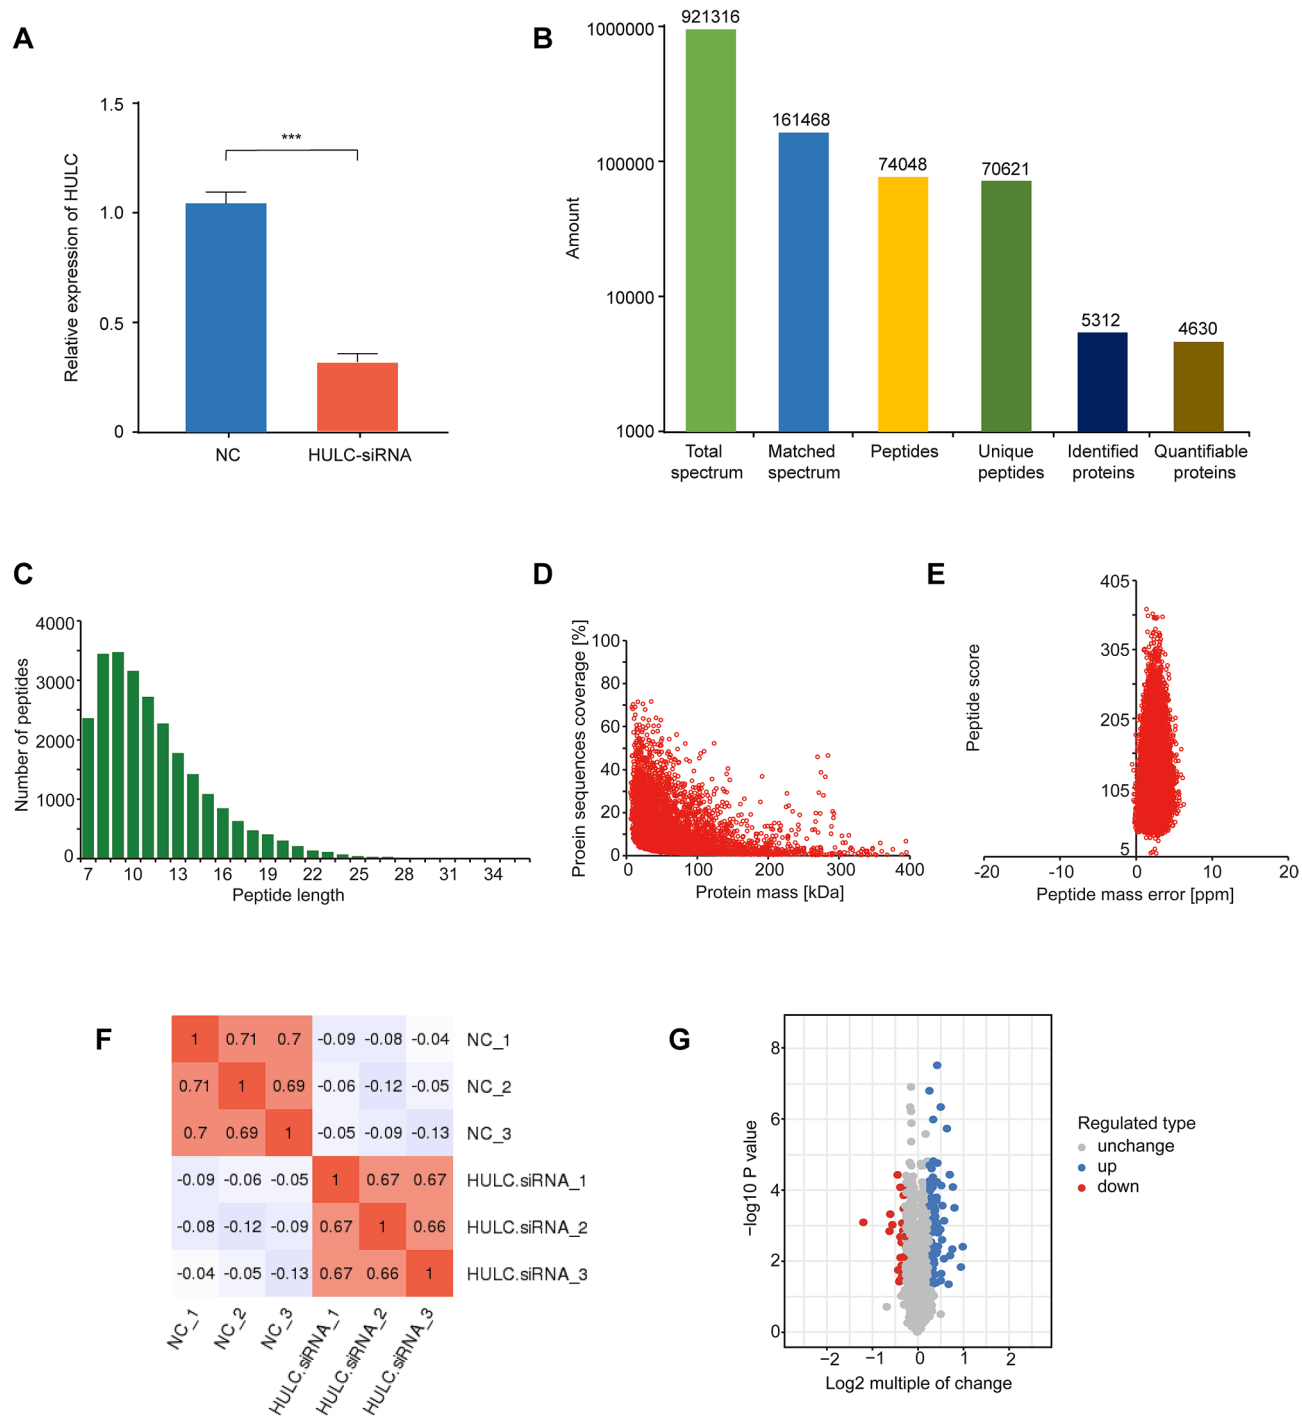 A
1.5
1.0
0.5
0
Relative expression of HULC
***
NC
HULC-siRNA
B
1000000
100000
10000
1000
Amount
921316
161468
74048
70621
5312
4630
Total
spectrum
Matched
spectrum
Peptides
Unique
peptides
Identified
proteins
Quantifiable
proteins
C
4000
3000
2000
1000
0
Number of peptides
7 10 13 16 19 22 25 28 31 34
Peptide length
D
100
80
60
40
20
0
Proein sequences coverage [%]
0 100 200 300 400
Protein mass [kDa]
E
405
305
205
105
5
Peptide score
-20 -10 0 10 20
Peptide mass error [ppm]
F
1 0.71 0.7 -0.09 -0.08 -0.04 NC_1
0.71 1 0.69 -0.06 -0.12 -0.05 NC_2
0.7 0.69 1 -0.05 -0.09 -0.13 NC_3
-0.09 -0.06 -0.05 1 0.67 0.67 HULC.siRNA_1
-0.08 -0.12 -0.09 0.67 1 0.66 HULC.siRNA_2
-0.04 -0.05 -0.13 0.67 0.66 1 HULC.siRNA_3
NC_1
NC_2
NC_3
HULC.siRNA_1
HULC.siRNA_2
HULC.siRNA_3
G
8
6
4
2
0
−log10 P value
−2 −1 0 1 2
Log2 multiple of change
Regulated type
unchange
up
down